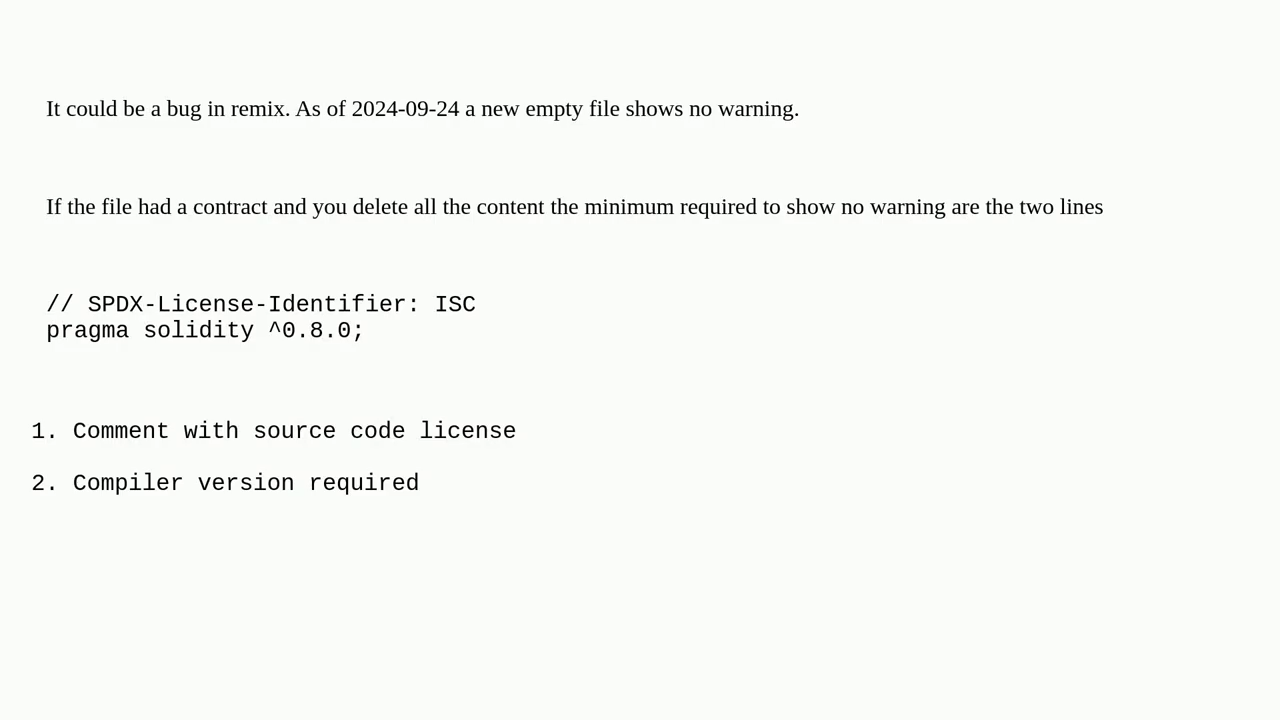 It could be a bug in remix. As of 2024-09-24 a new empty file shows no warning.
If the file had a contract and you delete all the content the minimum required to show no warning are the two lines
// SPDX-License-Identifier: ISC
pragma solidity ^0.8.0;
1. Comment with source code license
2. Compiler version required